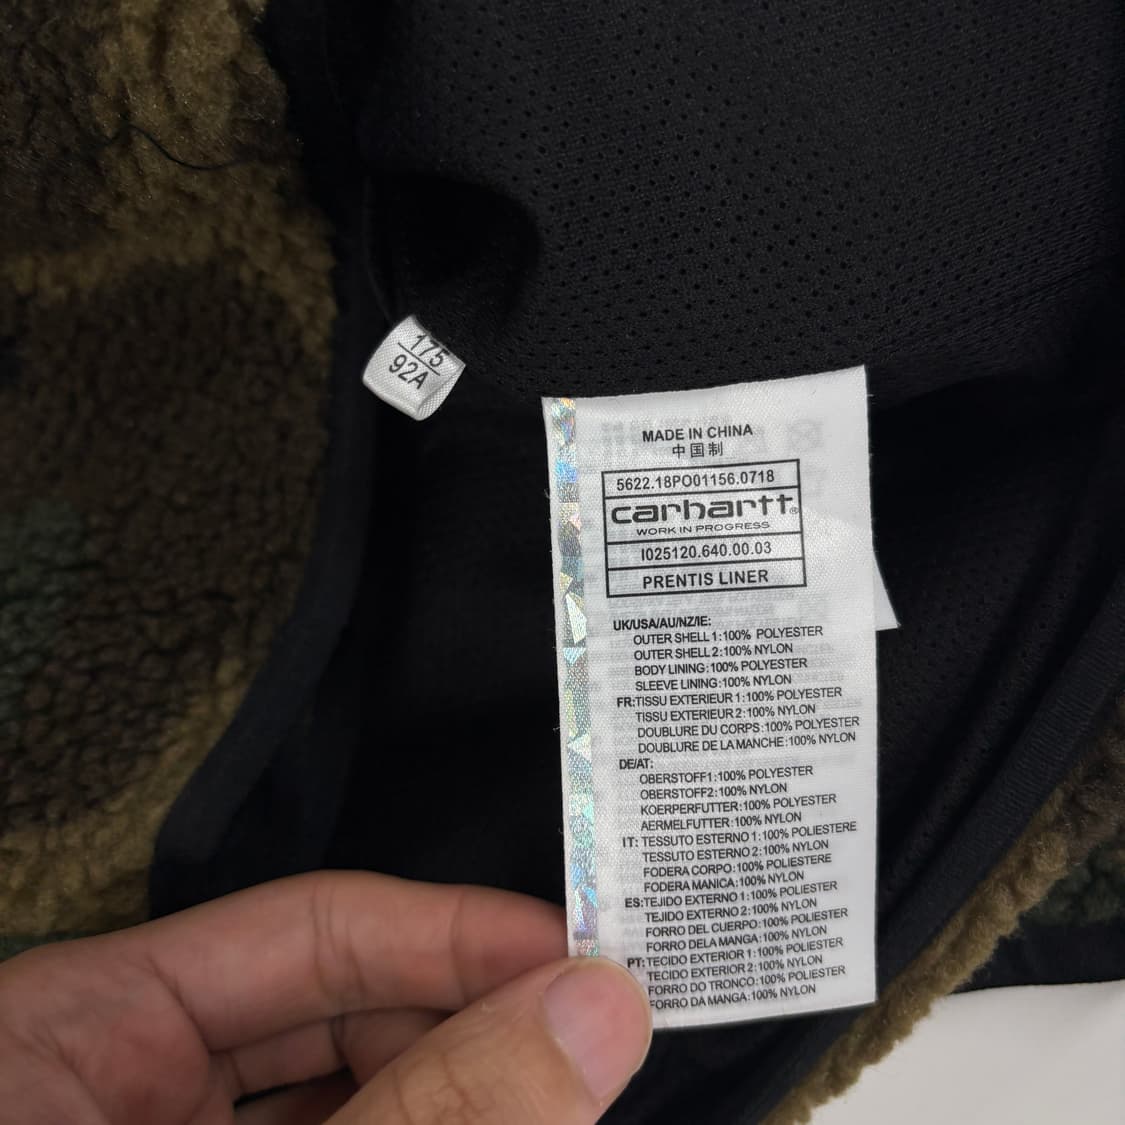 175
92A
MADE IN CHINA
中国制
5622.18PO01156.0718
carhartt®
WORK IN PROGRESS
I025120.640.00.03
PRENTIS LINER
UK/USA/AU/NZ/IE:
OUTER SHELL 1:100% POLYESTER
OUTER SHELL 2:100% NYLON
BODY LINING:100% POLYESTER
SLEEVE LINING:100% NYLON
FR:TISSU EXTERIEUR 1:100% POLYESTER
TISSU EXTERIEUR 2:100% NYLON
DOUBLURE DU CORPS:100% POLYESTER
DOUBLURE DE LA MANCHE:100% NYLON
DE/AT:
OBERSTOFF1:100% POLYESTER
OBERSTOFF2:100% NYLON
KOERPERFUTTER:100% POLYESTER
AERMELFUTTER:100% NYLON
IT: TESSUTO ESTERNO 1:100% POLIESTERE
TESSUTO ESTERNO 2:100% NYLON
FODERA CORPO:100% POLIESTERE
FODERA MANICA:100% NYLON
ES:TEJIDO EXTERNO 1:100% POLIESTER
TEJIDO EXTERNO 2:100% NYLON
FORRO DEL CUERPO:100% POLIESTER
FORRO DELA MANGA:100% NYLON
PT:TECIDO EXTERIOR 1:100% POLIESTER
TECIDO EXTERIOR 2:100% NYLON
FORRO DO TRONCO:100% POLIESTER
FORRO DA MANGA:100% NYLON